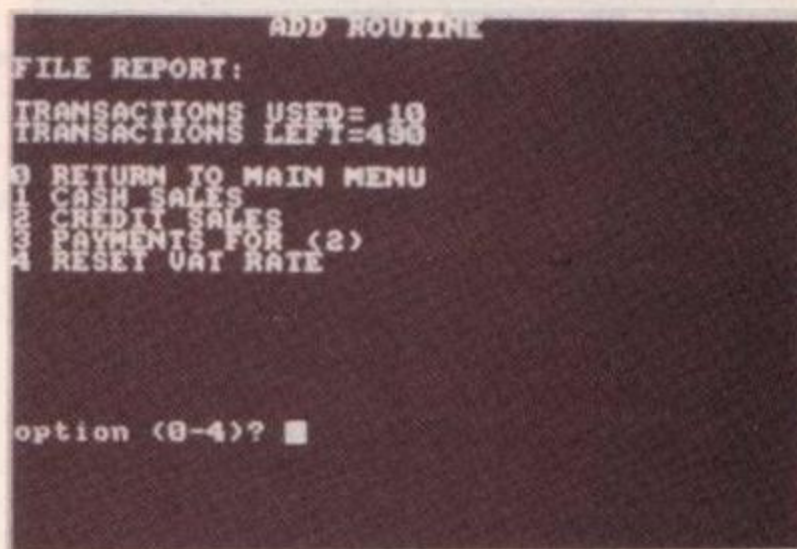 ADD ROUTINE
FILE REPORT:
TRANSACTIONS USED= 10
TRANSACTIONS LEFT=490
0 RETURN TO MAIN MENU
1 CASH SALES
2 CREDIT SALES
3 PAYMENTS FOR (2)
4 RESET VAT RATE
option (0-4)?